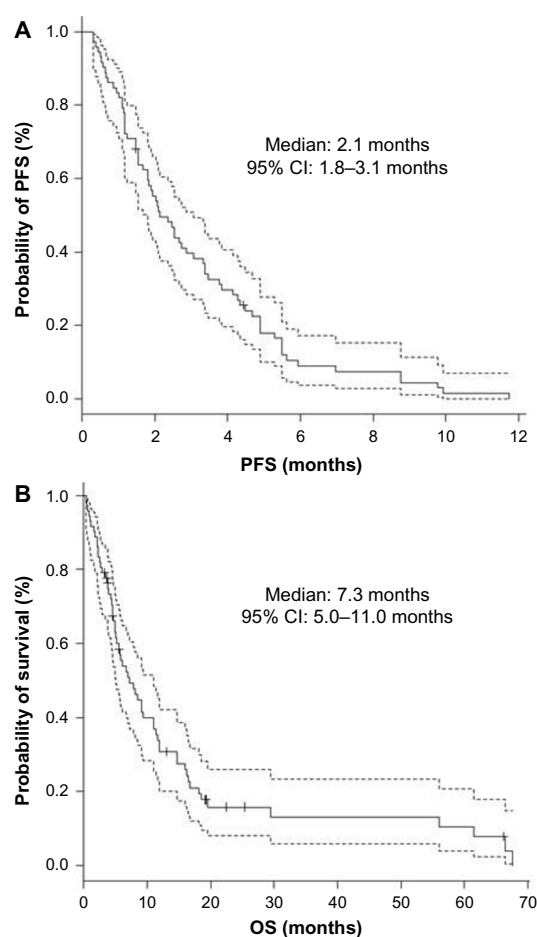 A
Probability of PFS (%)
1.0
0.8
0.6
0.4
0.2
0.0
Median: 2.1 months
95% CI: 1.8–3.1 months
0 2 4 6 8 10 12
PFS (months)
B
Probability of survival (%)
1.0
0.8
0.6
0.4
0.2
0.0
Median: 7.3 months
95% CI: 5.0–11.0 months
0 10 20 30 40 50 60 70
OS (months)